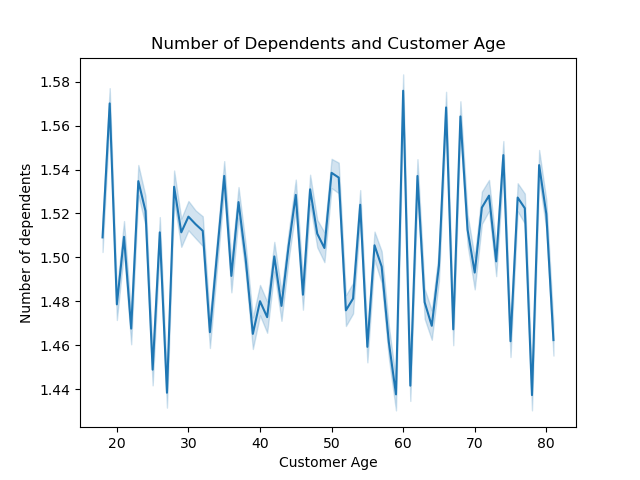 Number of Dependents and Customer Age
1.58
1.56
1.54
1.52
1.50
1.48
1.46
1.44
Number of dependents
20 30 40 50 60 70 80
Customer Age